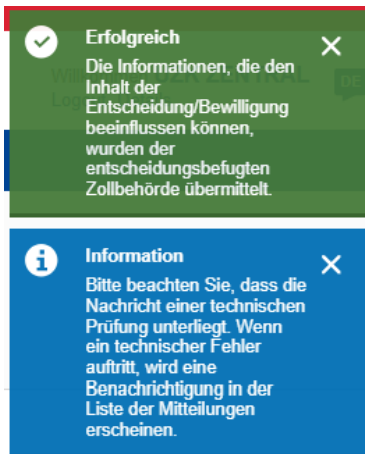 Erfolgreich
Die Informationen, die den
Inhalt der
Entscheidung/Bewilligung
beeinflussen können,
wurden der
entscheidungsbefugten
Zollbehörde übermittelt.
DE
Information
Bitte beachten Sie, dass die
Nachricht einer technischen
Prüfung unterliegt. Wenn
ein technischer Fehler
auftritt, wird eine
Benachrichtigung in der
Liste der Mitteilungen
erscheinen.